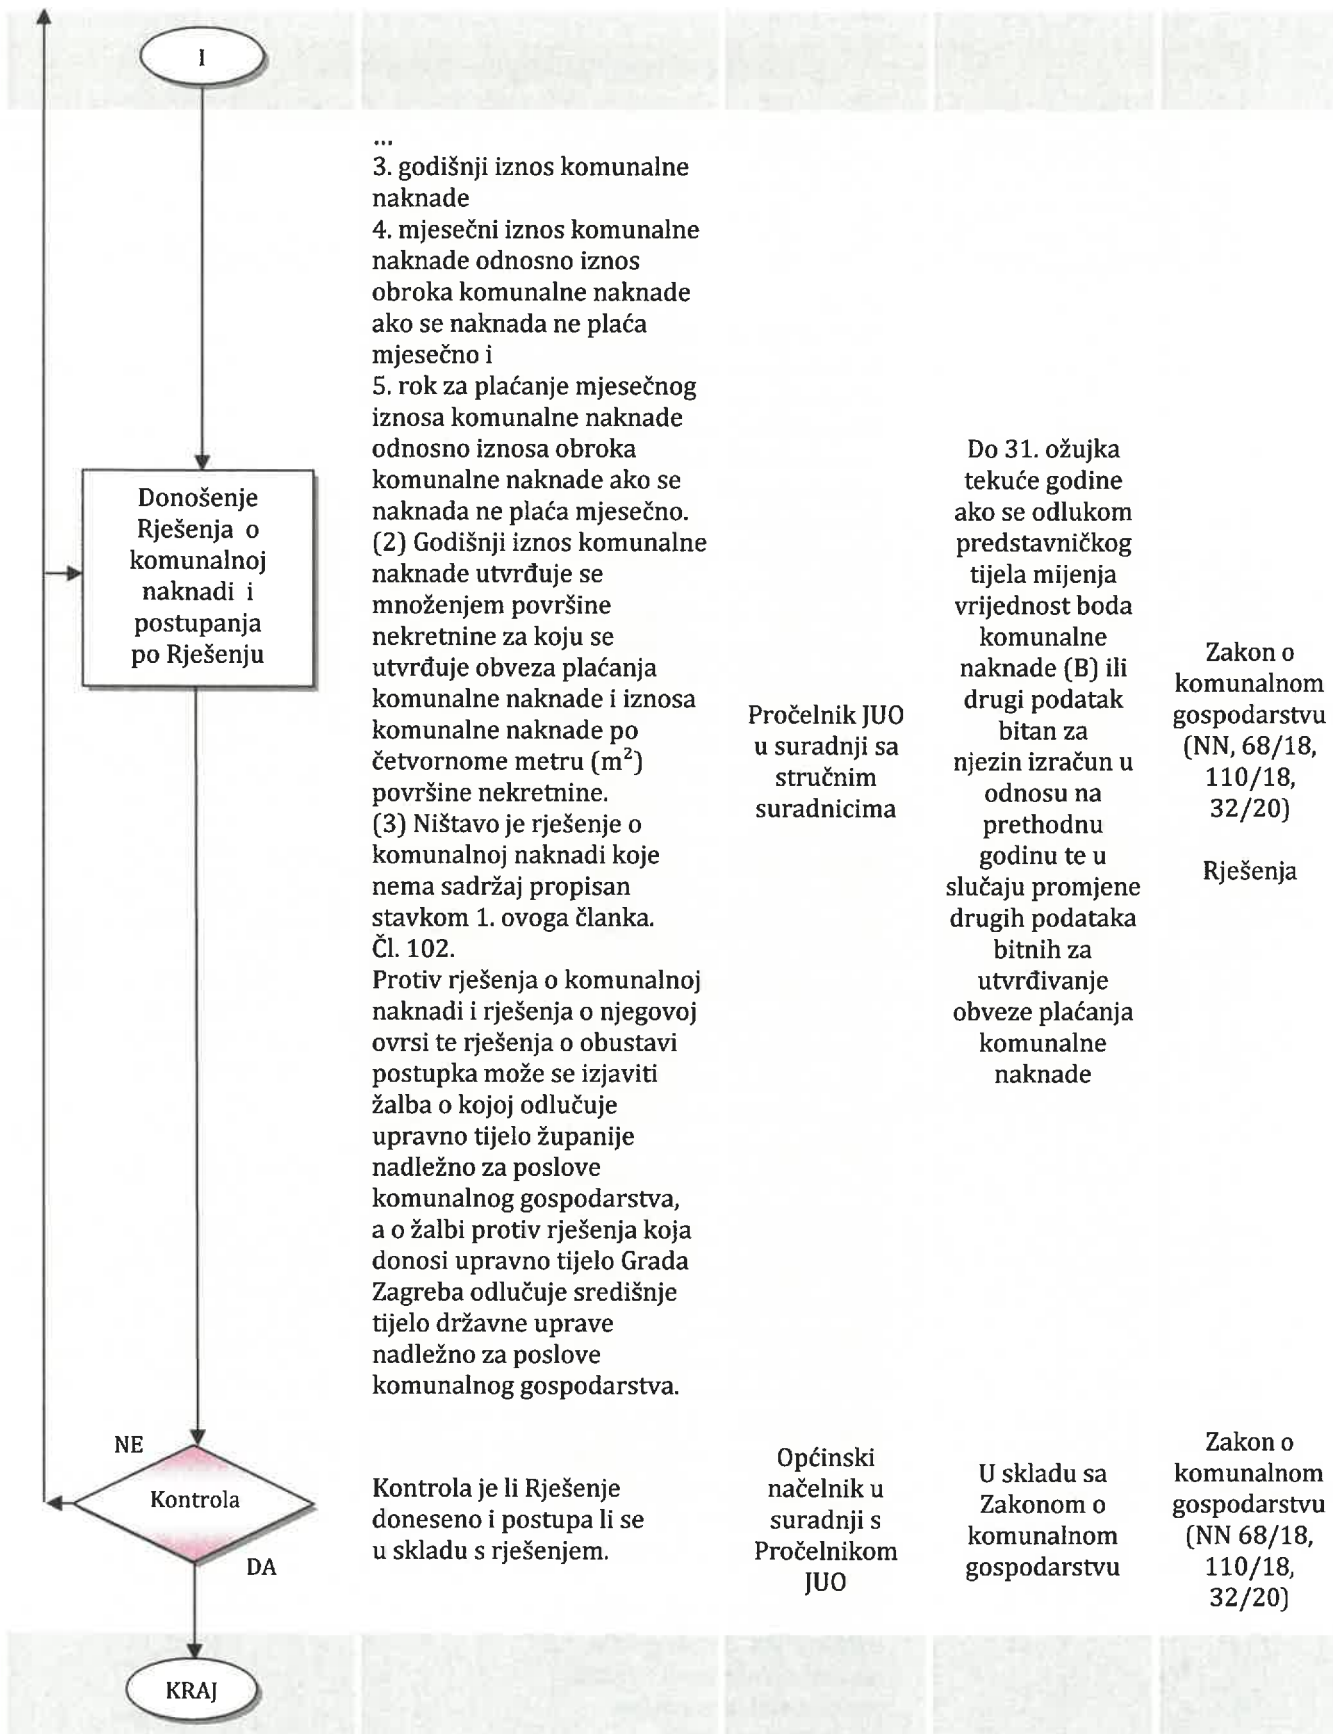 I
Donošenje
Rješenja o
komunalnoj
naknadi i
postupanja
po Rješenju
...
3. godišnji iznos komunalne
naknade
4. mjesečni iznos komunalne
naknade odnosno iznos
obroka komunalne naknade
ako se naknada ne plaća
mjesečno i
5. rok za plaćanje mjesečnog
iznosa komunalne naknade
odnosno iznosa obroka
komunalne naknade ako se
naknada ne plaća mjesečno.
(2) Godišnji iznos komunalne
naknade utvrđuje se
množenjem površine
nekretnine za koju se
utvrđuje obveza plaćanja
komunalne naknade i iznosa
komunalne naknade po
četvornome metru (m²)
površine nekretnine.
(3) Ništavo je rješenje o
komunalnoj naknadi koje
nema sadržaj propisan
stavkom 1. ovoga članka.
Čl. 102.
Protiv rješenja o komunalnoj
naknadi i rješenja o njegovoj
ovrsi te rješenja o obustavi
postupka može se izjaviti
žalba o kojoj odlučuje
upravno tijelo županije
nadležno za poslove
komunalnog gospodarstva,
a o žalbi protiv rješenja koja
donosi upravno tijelo Grada
Zagreba odlučuje središnje
tijelo državne uprave
nadležno za poslove
komunalnog gospodarstva.
Pročelnik JUO
u suradnji sa
stručnim
suradnicima
Do 31. ožujka
tekuće godine
ako se odlukom
predstavničkog
tijela mijenja
vrijednost boda
komunalne
naknade (B) ili
drugi podatak
bitan za
njezin izračun u
odnosu na
prethodnu
godinu te u
slučaju promjene
drugih podataka
bitnih za
utvrđivanje
obveze plaćanja
komunalne
naknade
Zakon o
komunalnom
gospodarstvu
(NN, 68/18,
110/18,
32/20)
Rješenja
NE
Kontrola
DA
Kontrola je li Rješenje
doneseno i postupa li se
u skladu s rješenjem.
Općinski
načelnik u
suradnji s
Pročelnikom
JUO
U skladu sa
Zakonom o
komunalnom
gospodarstvu
Zakon o
komunalnom
gospodarstvu
(NN 68/18,
110/18,
32/20)
KRAJ